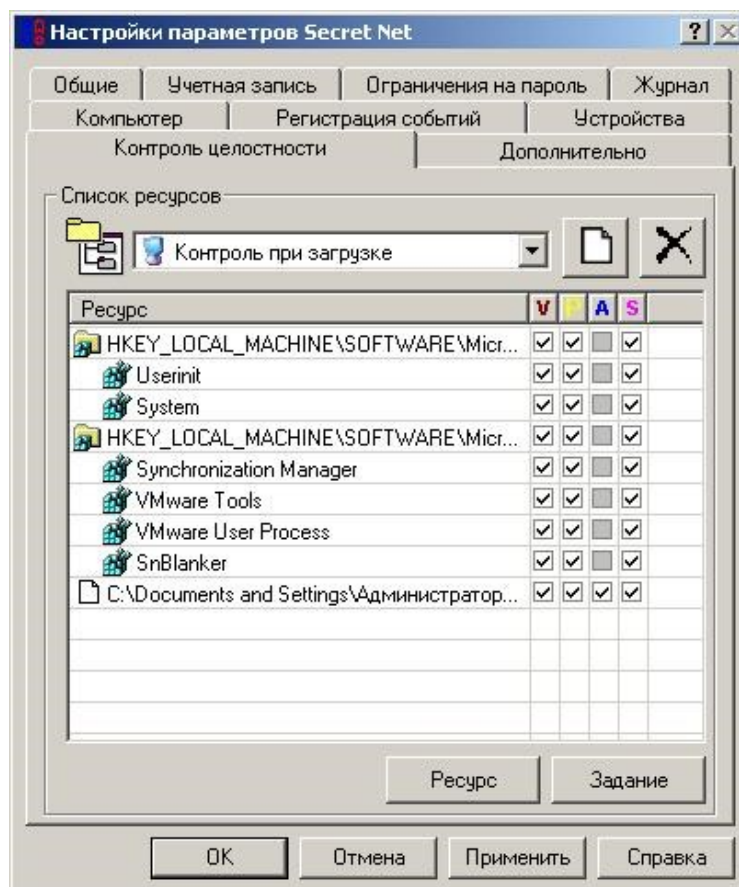 Настройки параметров Secret Net
Общие Учетная запись Ограничения на пароль Журнал
Компьютер Регистрация событий Устройства
Контроль целостности Дополнительно
Список ресурсов
Контроль при загрузке
Ресурс V P A S
HKEY_LOCAL_MACHINE\SOFTWARE\Micr...
Userinit
System
HKEY_LOCAL_MACHINE\SOFTWARE\Micr...
Synchronization Manager
VMware Tools
VMware User Process
SnBlanker
C:\Documents and Settings\Администратор...
Ресурс Задание
OK Отмена Применить Справка